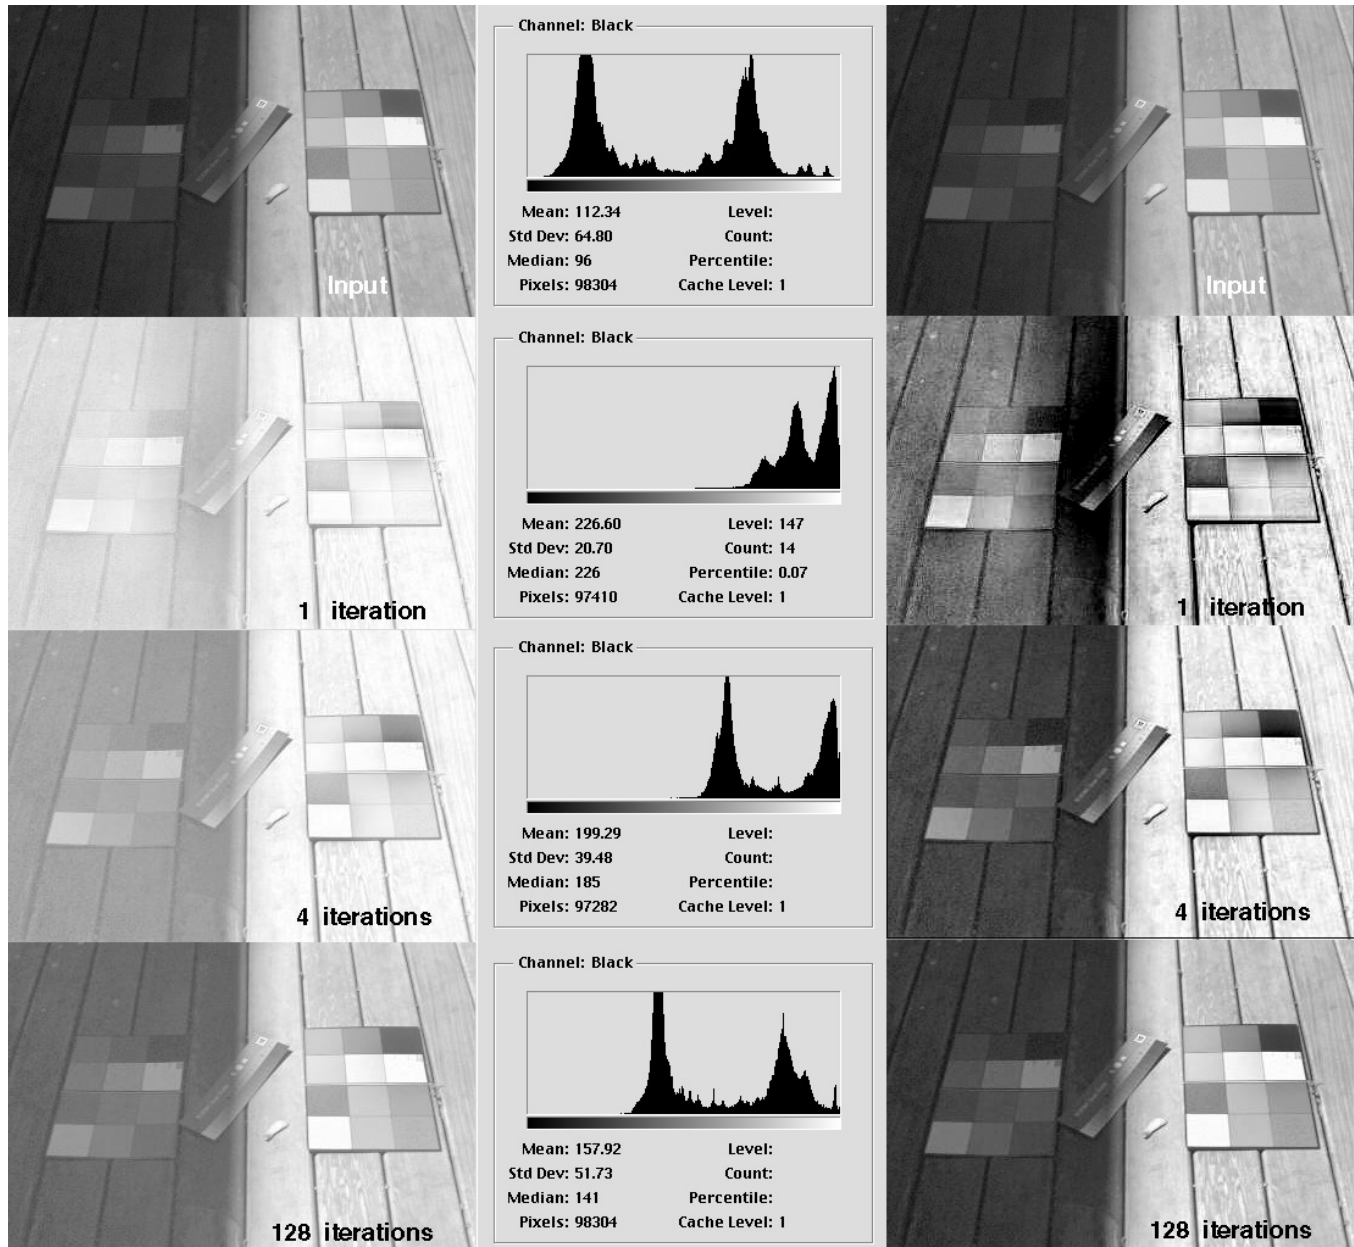 Channel: Black
Mean: 112.34 Level:
Std Dev: 64.80 Count:
Median: 96 Percentile:
Pixels: 98304 Cache Level: 1
Input
Input
Channel: Black
Mean: 226.60 Level: 147
Std Dev: 20.70 Count: 14
Median: 226 Percentile: 0.07
Pixels: 97410 Cache Level: 1
1 iteration
1 iteration
Channel: Black
Mean: 199.29 Level:
Std Dev: 39.48 Count:
Median: 185 Percentile:
Pixels: 97282 Cache Level: 1
4 iterations
4 iterations
Channel: Black
Mean: 157.92 Level:
Std Dev: 51.73 Count:
Median: 141 Percentile:
Pixels: 98304 Cache Level: 1
128 iterations
128 iterations